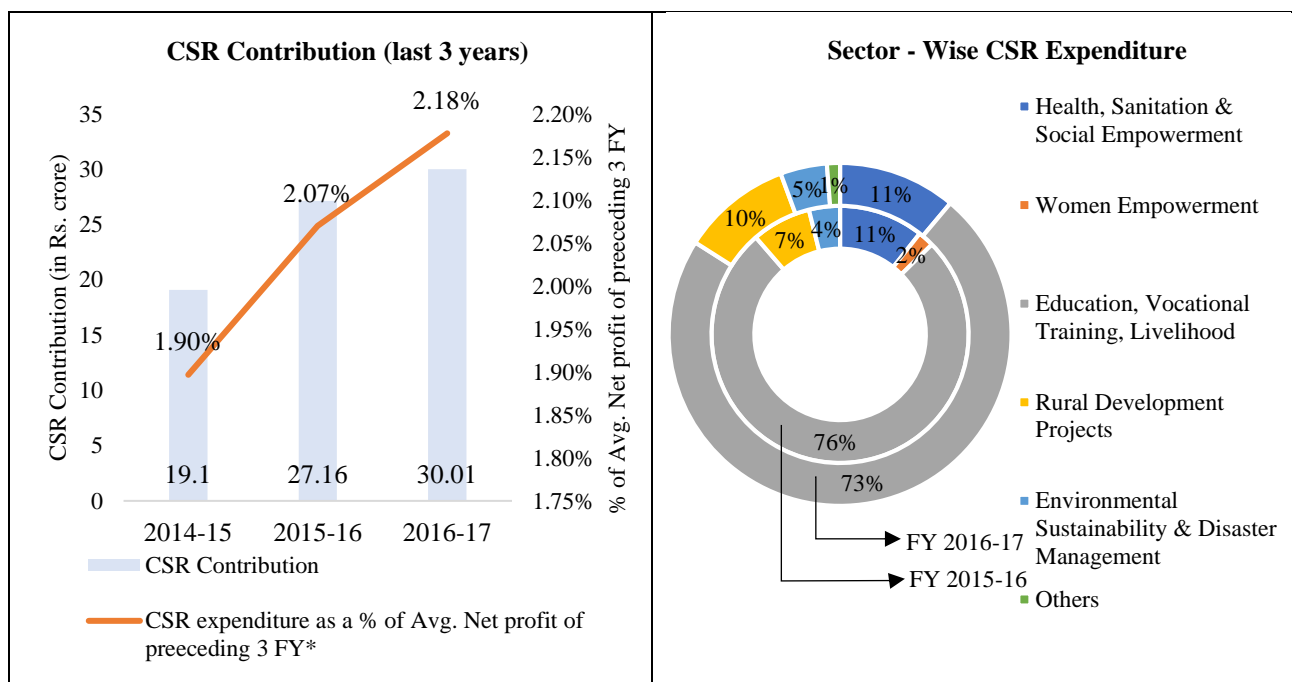 CSR Contribution (last 3 years)
CSR Contribution (in Rs. crore)
35
30
25
20
15
10
5
0
2.18%
2.07%
1.90%
19.1
27.16
30.01
2.20%
2.15%
2.10%
2.05%
2.00%
1.95%
1.90%
1.85%
1.80%
1.75%
% of Avg. Net profit of preeceding 3 FY
2014-15
2015-16
2016-17
CSR Contribution
CSR expenditure as a % of Avg. Net profit of
preeceding 3 FY*
Sector - Wise CSR Expenditure
5%
1%
11%
10%
7%
4%
11%
2%
76%
73%
FY 2016-17
FY 2015-16
Health, Sanitation &
Social Empowerment
Women Empowerment
Education, Vocational
Training, Livelihood
Rural Development
Projects
Environmental
Sustainability & Disaster
Management
Others